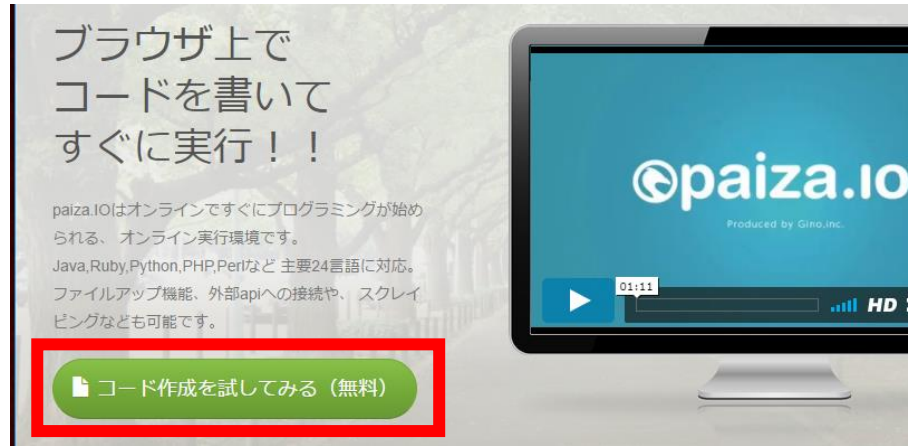 ブラウザ上で
コードを書いて
すぐに実行！！
paiza.IOはオンラインですぐにプログラミングが始め
られる、 オンライン実行環境です。
Java,Ruby,Python,PHP,Perlなど 主要24言語に対応。
ファイルアップ機能、外部apiへの接続や、 スクレイ
ピングなども可能です。
コード作成を試してみる（無料）
paiza.IO
Produced by Gino,inc.
01:11
HD